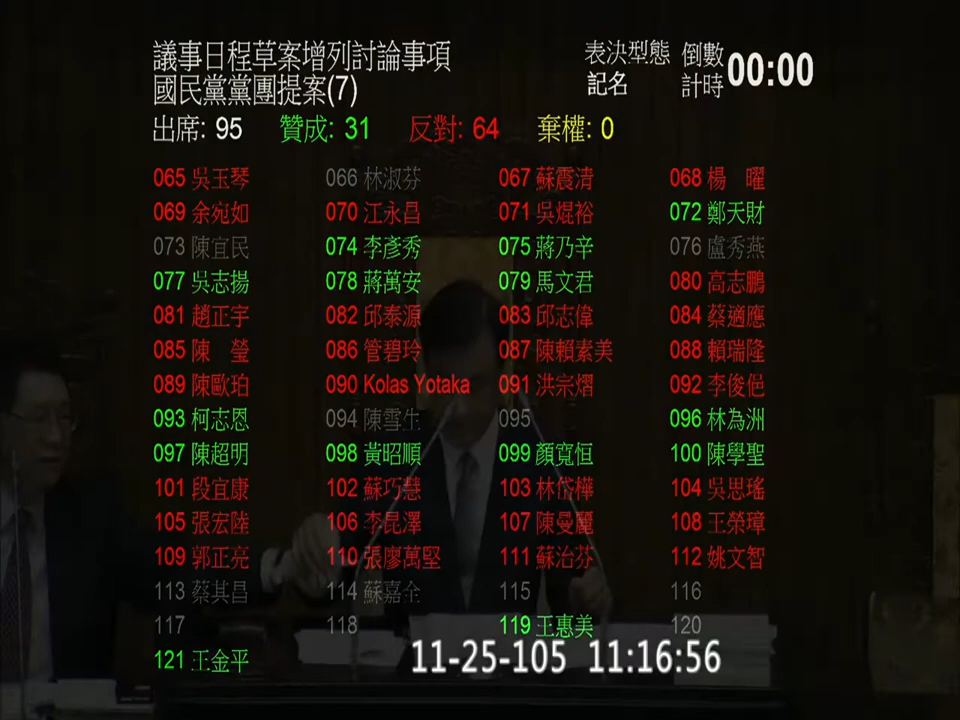 議事日程草案增列討論事項
國民黨黨團提案(7)
表決型態 記名
倒數計時 00:00
出席: 95 贊成: 31 反對: 64 棄權: 0
065 吳玉琴 066 林淑芬 067 蘇震清 068 楊 曜
069 余宛如 070 江永昌 071 吳焜裕 072 鄭天財
073 陳宜民 074 李彥秀 075 蔣乃辛 076 盧秀燕
077 吳志揚 078 蔣萬安 079 馬文君 080 高志鵬
081 趙正宇 082 邱泰源 083 邱志偉 084 蔡適應
085 陳 瑩 086 管碧玲 087 陳賴素美 088 賴瑞隆
089 陳歐珀 090 Kolas Yotaka 091 洪宗熠 092 李俊俋
093 柯志恩 094 陳雪生 095 096 林為洲
097 陳超明 098 黃昭順 099 顏寬恒 100 陳學聖
101 段宜康 102 蘇巧慧 103 林岱樺 104 吳思瑤
105 張宏陸 106 李昆澤 107 陳曼麗 108 王榮璋
109 郭正亮 110 張廖萬堅 111 蘇治芬 112 姚文智
113 蔡其昌 114 蘇嘉全 115 116
117 118 119 王惠美 120
121 王金平
11-25-105 11:16:56